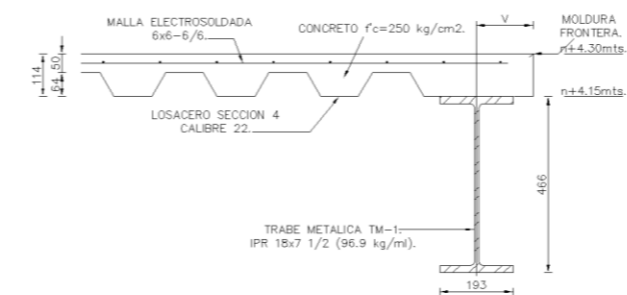 MALLA ELECTROSOLDADA
6x6-6/6.
CONCRETO f'c=250 kg/cm2.
V
MOLDURA
FRONTERA.
n+4.30mts.
114
50
64
n+4.15mts.
LOSACERO SECCION 4
CALIBRE 22.
466
TRABE METALICA TM-1.
IPR 18x7 1/2 (96.9 kg/ml).
193